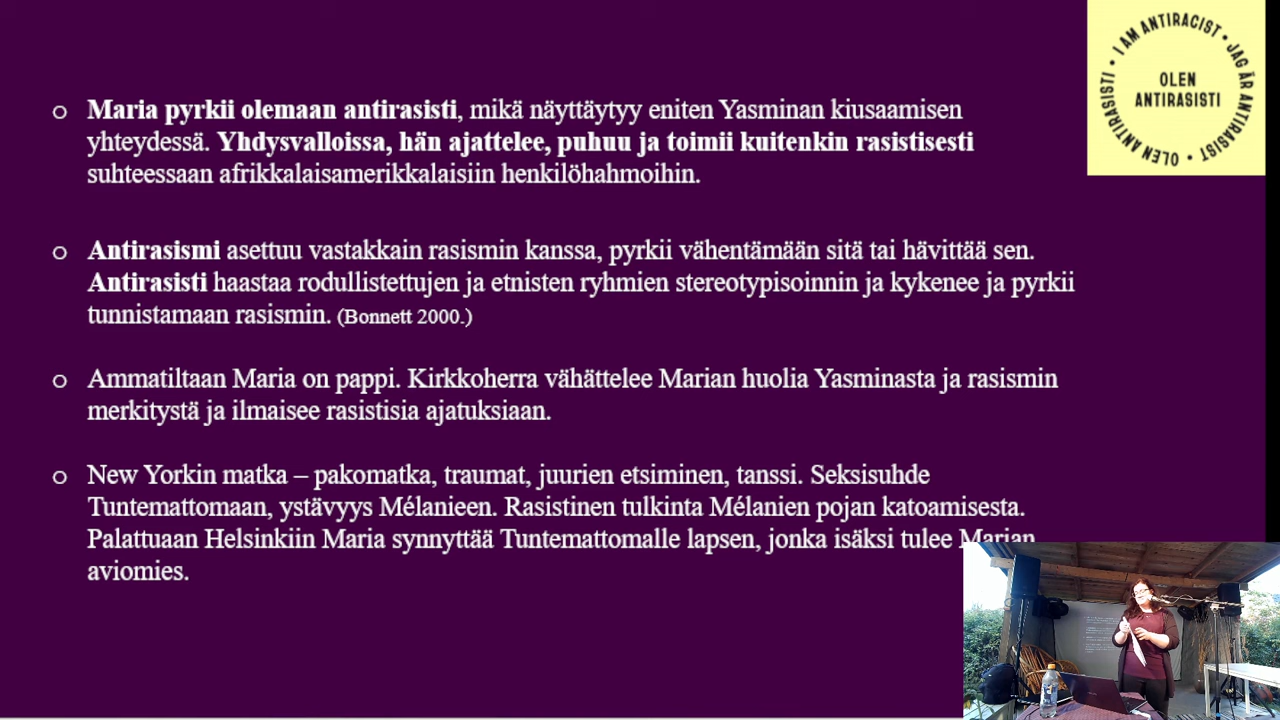 Maria pyrkii olemaan antirasisti, mikä näyttäytyy eniten Yasminan kiusaamisen
yhteydessä. Yhdysvalloissa, hän ajattelee, puhuu ja toimii kuitenkin rasistisesti
suhteessaan afrikkalaisamerikkalaisiin henkilöhahmoihin.
Antirasismi asettuu vastakkain rasismin kanssa, pyrkii vähentämään sitä tai hävittää sen.
Antirasisti haastaa rodullistettujen ja etnisten ryhmien stereotypisoinnin ja kykenee ja pyrkii
tunnistamaan rasismin. (Bonnett 2000.)
Ammatiltaan Maria on pappi. Kirkkoherra vähättelee Marian huolia Yasminasta ja rasismin
merkitystä ja ilmaisee rasistisia ajatuksiaan.
New Yorkin matka – pakomatka, traumat, juurien etsiminen, tanssi. Seksisuhde
Tuntemattomaan, ystävyys Mélanieen. Rasistinen tulkinta Mélanien pojan katoamisesta.
Palattuaan Helsinkiin Maria synnyttää Tuntemattomalle lapsen, jonka isäksi tulee Marian
aviomies.
I AM ANTIRACIST • JAG ÄR ANTIRASIST • OLEN ANTIRASISTI •
OLEN
ANTIRASISTI